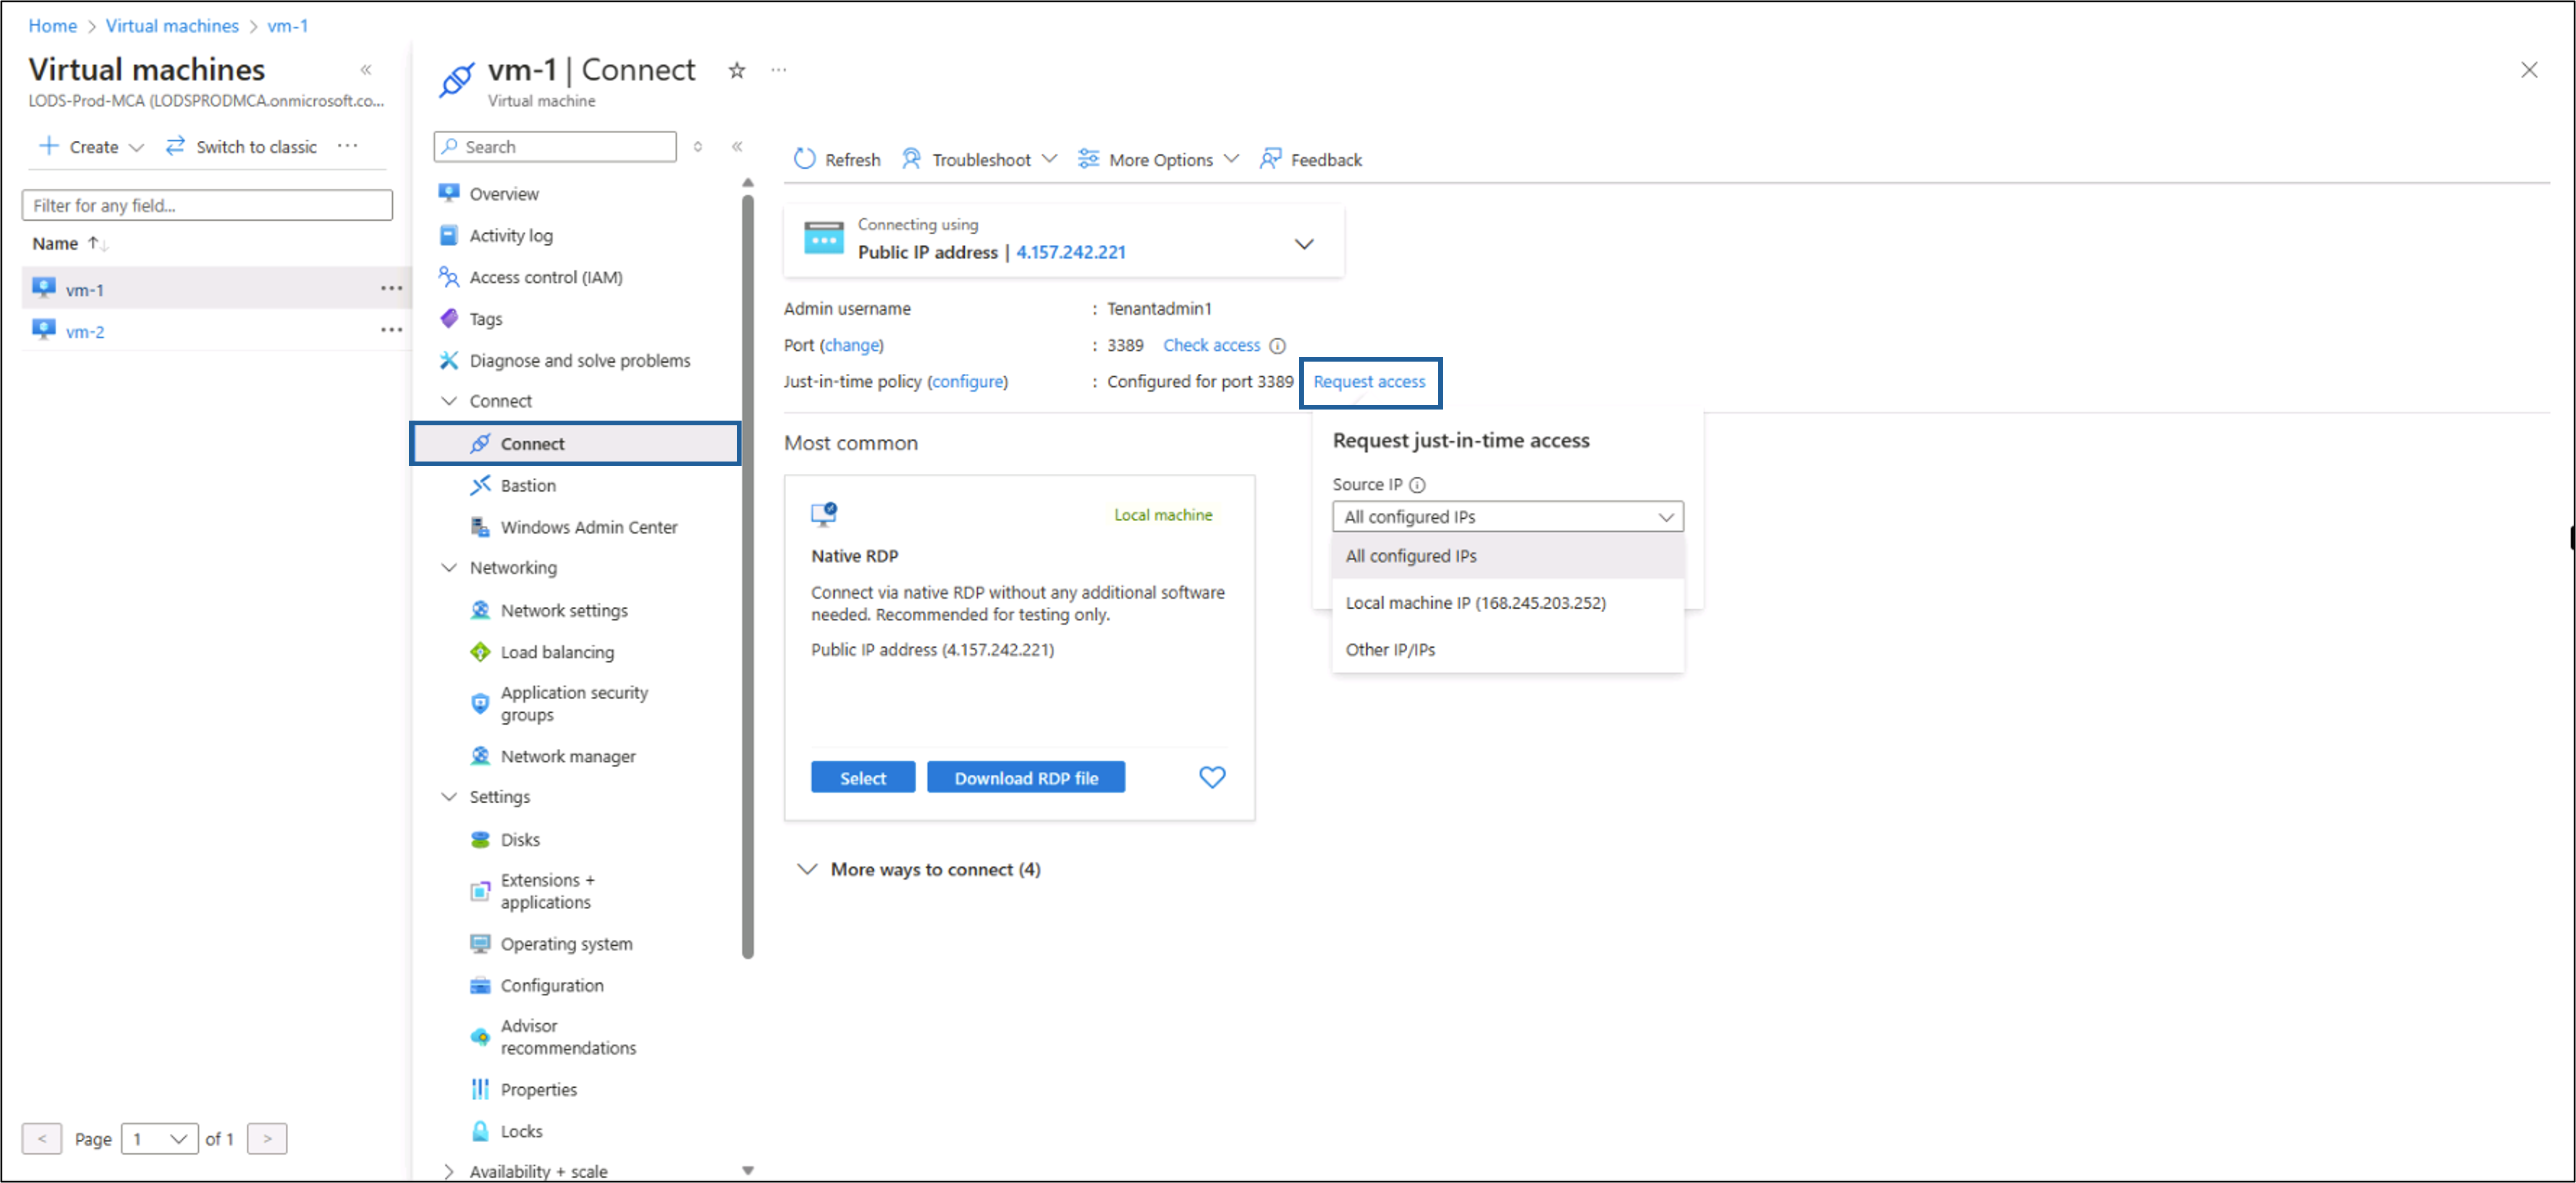 Home > Virtual machines > vm-1
Virtual machines
LODS-Prod-MCA (LODSPRODMCA.onmicrosoft.co...
Create
Switch to classic
Filter for any field...
Name
vm-1
vm-2
Page 1 of 1
vm-1 | Connect
Virtual machine
Search
Overview
Activity log
Access control (IAM)
Tags
Diagnose and solve problems
Connect
Connect
Bastion
Windows Admin Center
Networking
Network settings
Load balancing
Application security
groups
Network manager
Settings
Disks
Extensions +
applications
Operating system
Configuration
Advisor
recommendations
Properties
Locks
Availability + scale
Refresh
Troubleshoot
More Options
Feedback
Connecting using
Public IP address | 4.157.242.221
Admin username : Tenantadmin1
Port (change) : 3389 Check access
Just-in-time policy (configure) : Configured for port 3389 Request access
Most common
Local machine
Native RDP
Connect via native RDP without any additional software
needed. Recommended for testing only.
Public IP address (4.157.242.221)
Select
Download RDP file
More ways to connect (4)
Request just-in-time access
Source IP
All configured IPs
All configured IPs
Local machine IP (168.245.203.252)
Other IP/IPs